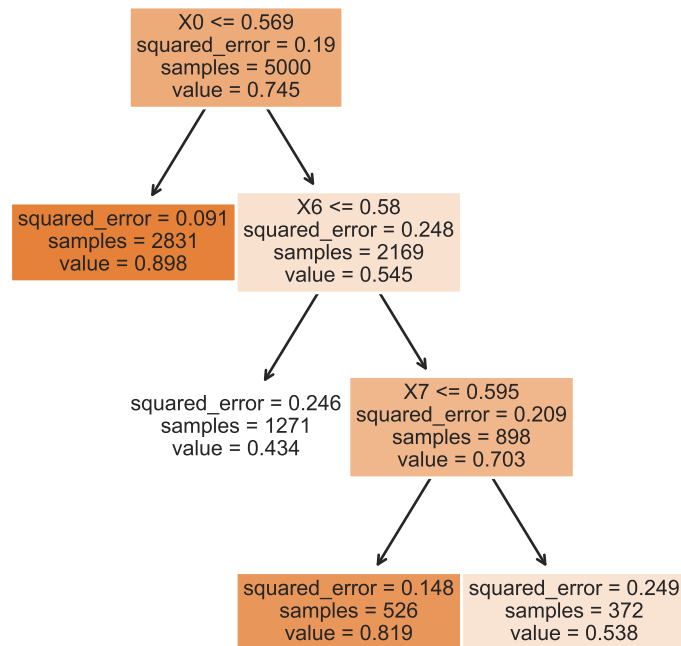 X0 <= 0.569
squared_error = 0.19
samples = 5000
value = 0.745
squared_error = 0.091
samples = 2831
value = 0.898
X6 <= 0.58
squared_error = 0.248
samples = 2169
value = 0.545
squared_error = 0.246
samples = 1271
value = 0.434
X7 <= 0.595
squared_error = 0.209
samples = 898
value = 0.703
squared_error = 0.148
samples = 526
value = 0.819
squared_error = 0.249
samples = 372
value = 0.538